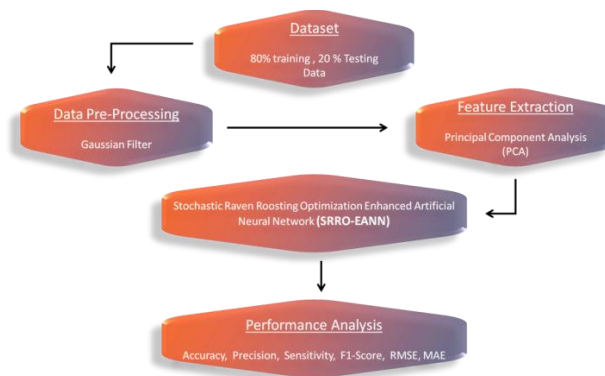 Dataset
80% training , 20 % Testing
Data
Data Pre-Processing
Gaussian Filter
Feature Extraction
Principal Component Analysis
(PCA)
Stochastic Raven Roosting Optimization Enhanced Artificial
Neural Network (SRRO-EANN)
Performance Analysis
Accuracy, Precision, Sensitivity, F1-Score, RMSE, MAE